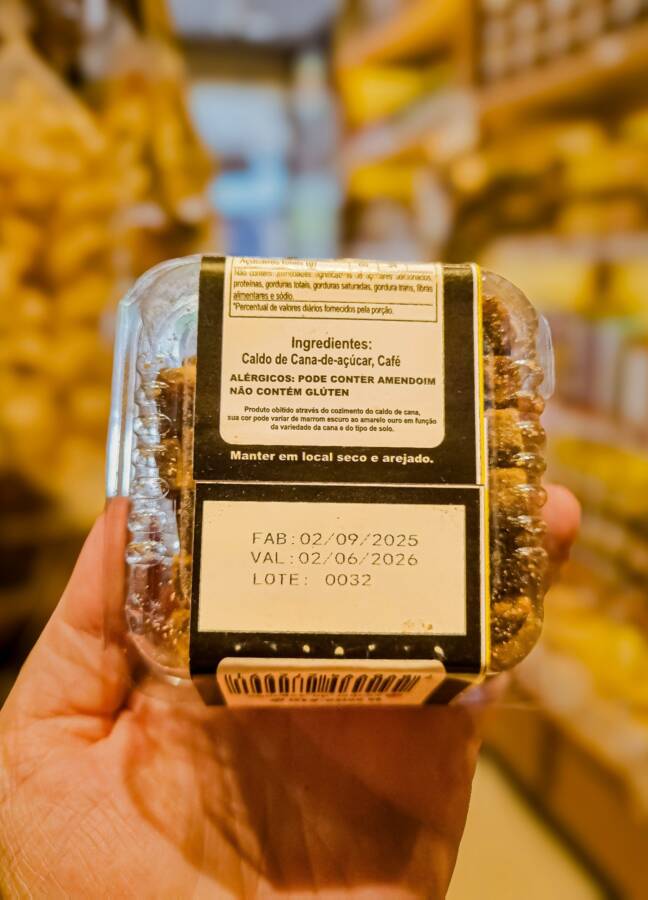 Açúcares totais (g)
Não contém quantidades significativas de açúcares adicionados,
proteínas, gorduras totais, gorduras saturadas, gordura trans, fibras
alimentares e sódio.
*Percentual de valores diários fornecidos pela porção.
Ingredientes:
Caldo de Cana-de-açúcar, Café
ALÉRGICOS: PODE CONTER AMENDOIM
NÃO CONTÉM GLÚTEN
Produto obitido através do cozimento do caldo de cana,
sua cor pode variar de marrom escuro ao amarelo ouro em função
da variedade da cana e do tipo de solo.
Manter em local seco e arejado.
FAB:02/09/2025
VAL:02/06/2026
LOTE: 0032